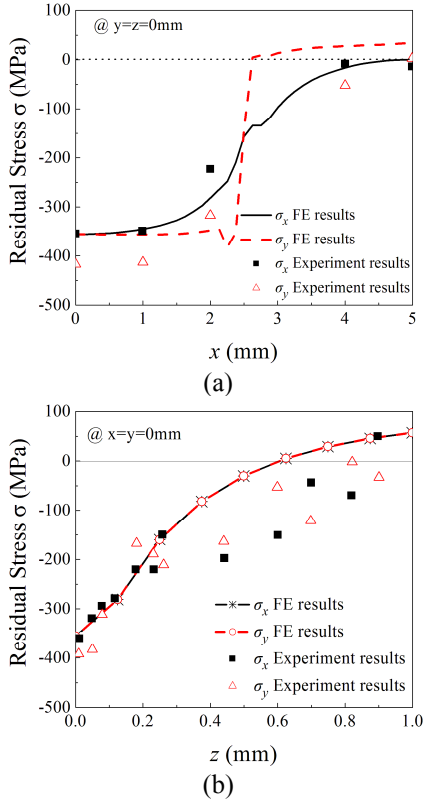 @ y=z=0mm
100
0
-100
-200
-300
-400
-500
Residual Stress σ (MPa)
σx FE results
σy FE results
σx Experiment results
σy Experiment results
0 1 2 3 4 5
x (mm)
(a)
@ x=y=0mm
100
0
-100
-200
-300
-400
-500
Residual Stress σ (MPa)
σx FE results
σy FE results
σx Experiment results
σy Experiment results
0.0 0.2 0.4 0.6 0.8 1.0
z (mm)
(b)